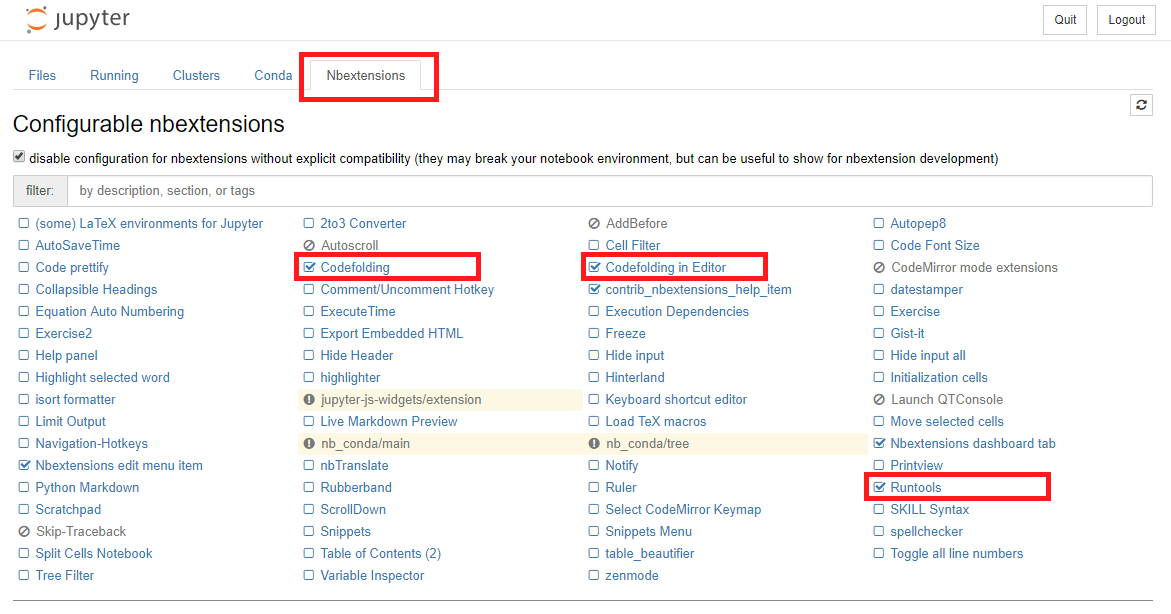 jupyter
Quit Logout
Files Running Clusters Conda Nbextensions
Configurable nbextensions
disable configuration for nbextensions without explicit compatibility (they may break your notebook environment, but can be useful to show for nbextension development)
filter: by description, section, or tags
(some) LaTeX environments for Jupyter 2to3 Converter AddBefore Autopep8
AutoSaveTime Autoscroll Cell Filter Code Font Size
Code prettify Codefolding Codefolding in Editor CodeMirror mode extensions
Collapsible Headings Comment/Uncomment Hotkey contrib_nbextensions_help_item datestamper
Equation Auto Numbering ExecuteTime Execution Dependencies Exercise
Exercise2 Export Embedded HTML Freeze Gist-it
Help panel Hide Header Hide input Hide input all
Highlight selected word highlighter Hinterland Initialization cells
isort formatter jupyter-js-widgets/extension Keyboard shortcut editor Launch QTConsole
Limit Output Live Markdown Preview Load TeX macros Move selected cells
Navigation-Hotkeys nb_conda/main nb_conda/tree Nbextensions dashboard tab
Nbextensions edit menu item nbTranslate Notify Printview
Python Markdown Rubberband Ruler Runtools
Scratchpad ScrollDown Select CodeMirror Keymap SKILL Syntax
Skip-Traceback Snippets Snippets Menu spellchecker
Split Cells Notebook Table of Contents (2) table_beautifier Toggle all line numbers
Tree Filter Variable Inspector zenmode